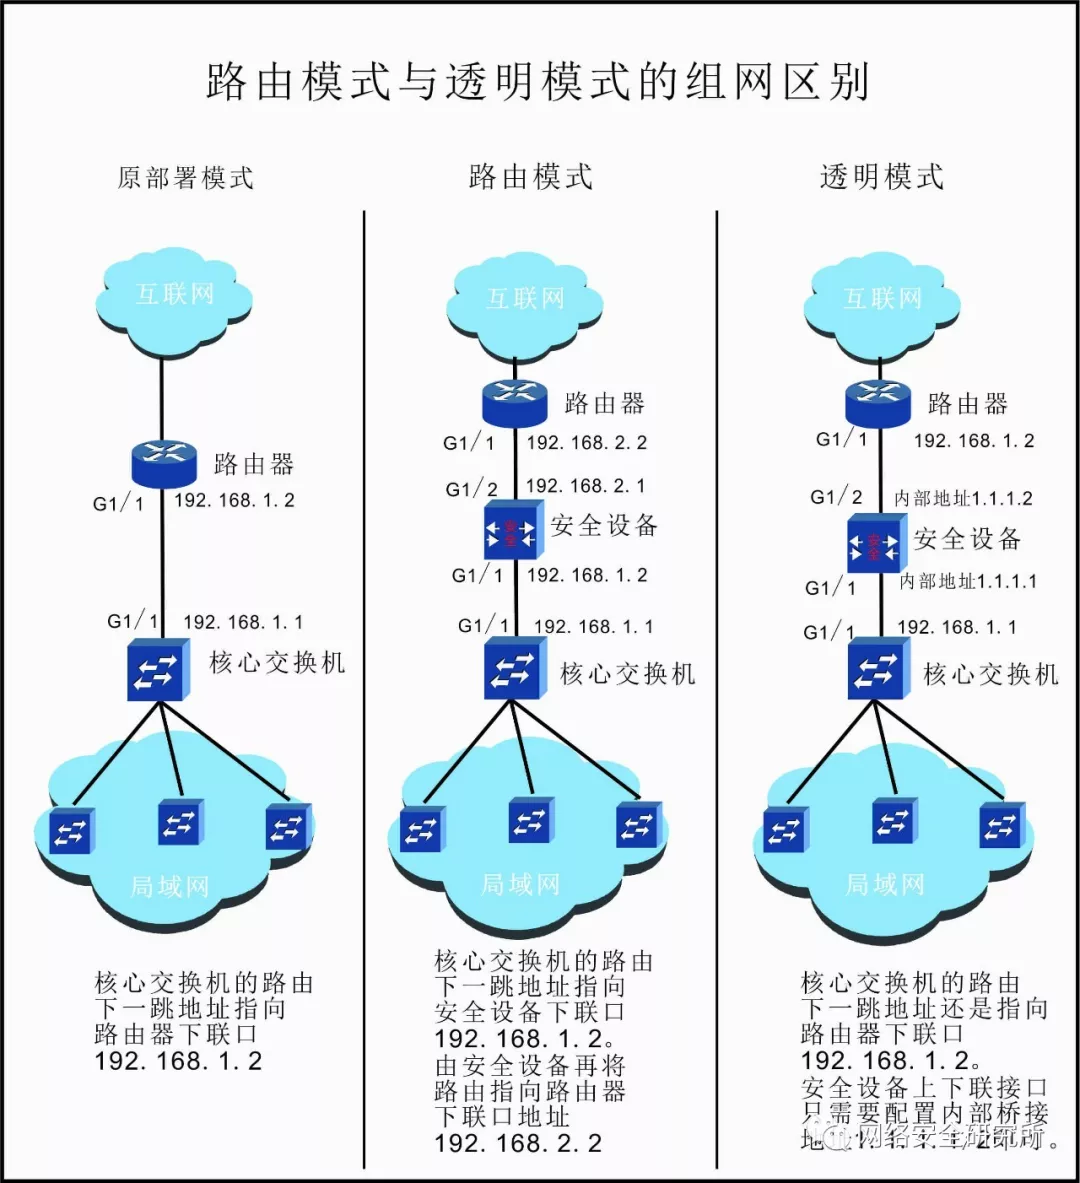 路由模式与透明模式的组网区别
原部署模式
互联网
路由器
G1/1 192.168.1.2
G1/1 192.168.1.1
核心交换机
局域网
核心交换机的路由
下一跳地址指向
路由器下联口
192.168.1.2
路由模式
互联网
路由器
G1/1 192.168.2.2
G1/2 192.168.2.1
安全
安全设备
G1/1 192.168.1.2
G1/1 192.168.1.1
核心交换机
局域网
核心交换机的路由
下一跳地址指向
安全设备下联口
192.168.1.2。
由安全设备再将
路由指向路由器
下联口地址
192.168.2.2
透明模式
互联网
路由器
G1/1 192.168.1.2
G1/2 内部地址1.1.1.2
安全
安全设备
G1/1 内部地址1.1.1.1
G1/1 192.168.1.1
核心交换机
局域网
核心交换机的路由
下一跳地址还是指向
路由器下联口
192.168.1.2。
安全设备上下联接口
只需要配置内部桥接
地址1.1.1.1/2即可。
网络安全研究所